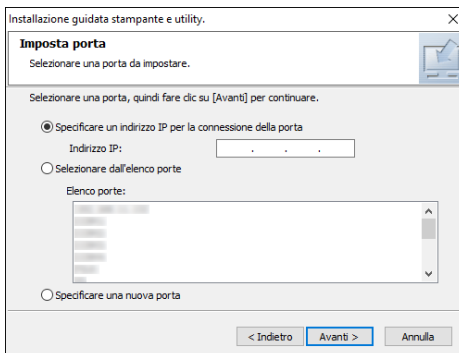 Installazione guidata stampante e utility.
Imposta porta
Selezionare una porta da impostare.
Selezionare una porta, quindi fare clic su [Avanti] per continuare.
Specificare un indirizzo IP per la connessione della porta
Indirizzo IP: . . .
Selezionare dall'elenco porte
Elenco porte:
Specificare una nuova porta
< Indietro Avanti > Annulla